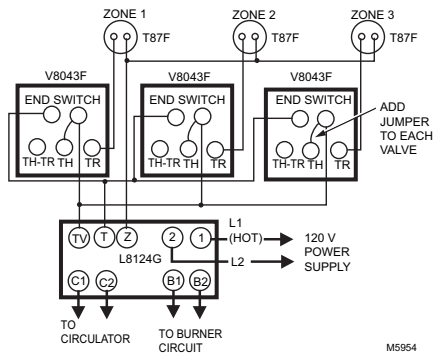 ZONE 1
ZONE 2
ZONE 3
T87F
T87F
T87F
V8043F
V8043F
V8043F
END SWITCH
END SWITCH
END SWITCH
TH-TR TH TR
TH-TR TH TR
TH-TR TH TR
ADD
JUMPER
TO EACH
VALVE
TV T Z 2 1
L8124G
C1 C2 B1 B2
L1
(HOT)
L2
120 V
POWER
SUPPLY
TO
CIRCULATOR
TO BURNER
CIRCUIT
M5954